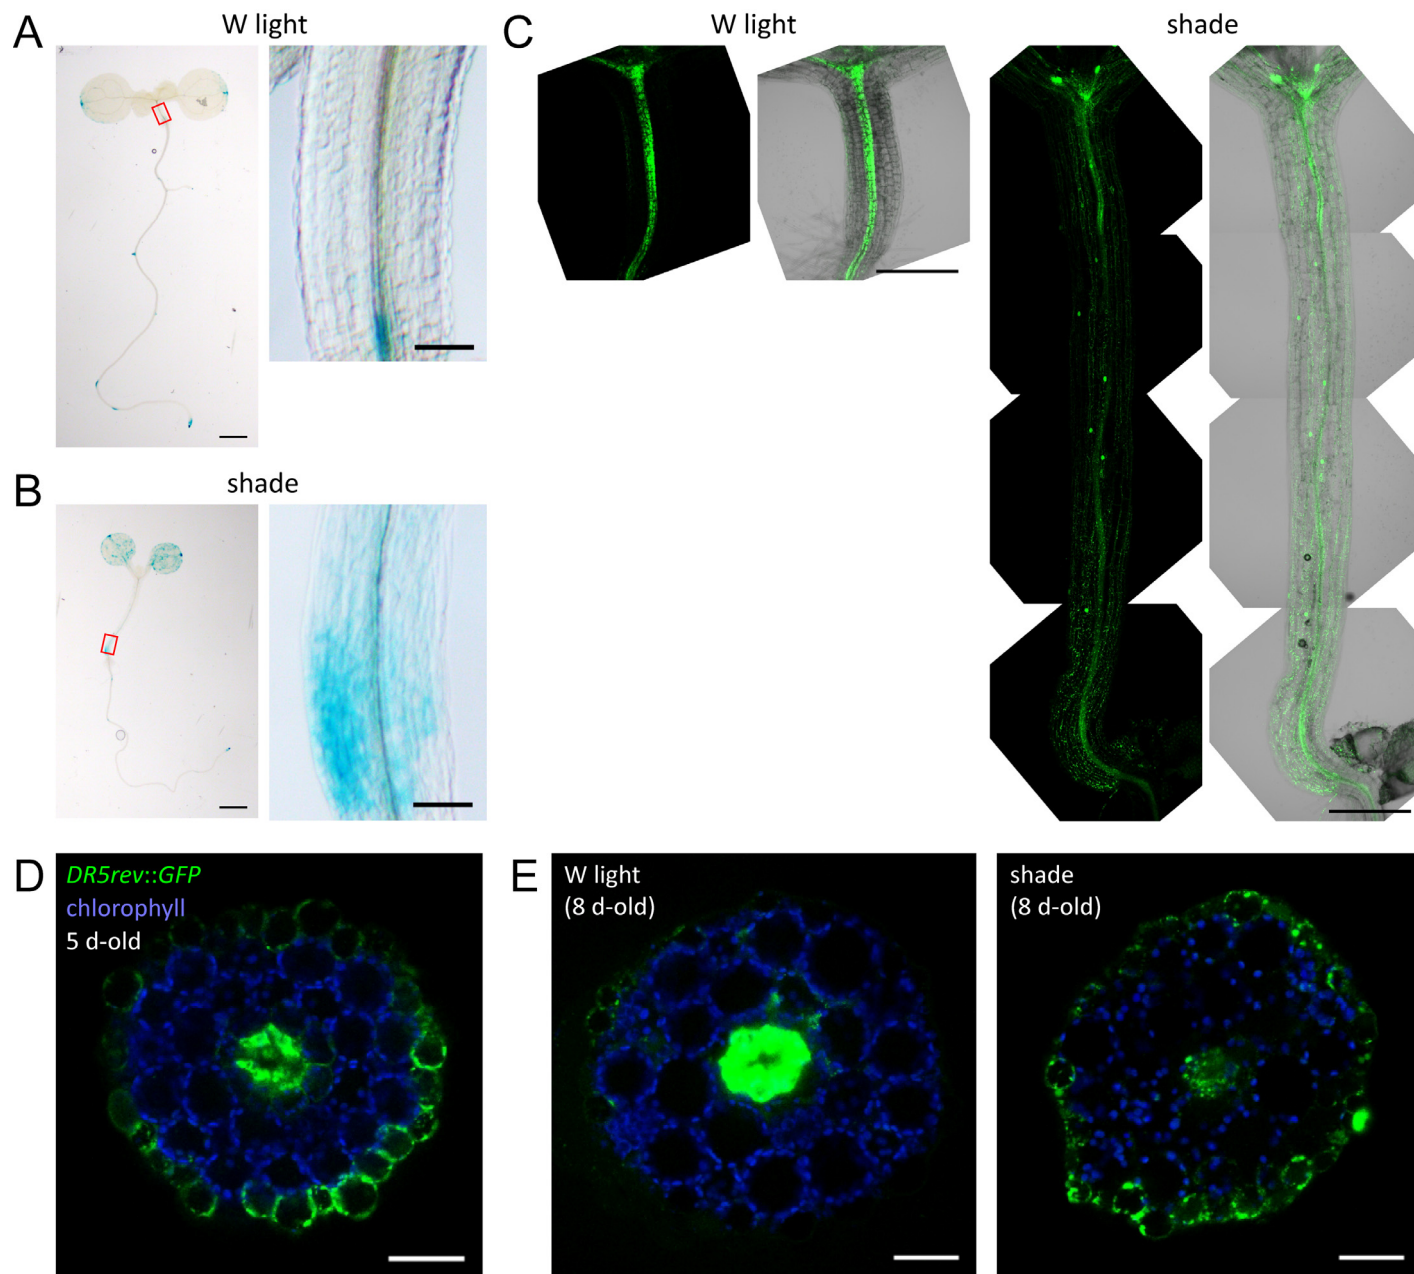 A
W light
C
W light
shade
B
shade
D
DR5rev::GFP
chlorophyll
5 d-old
E
W light
(8 d-old)
shade
(8 d-old)